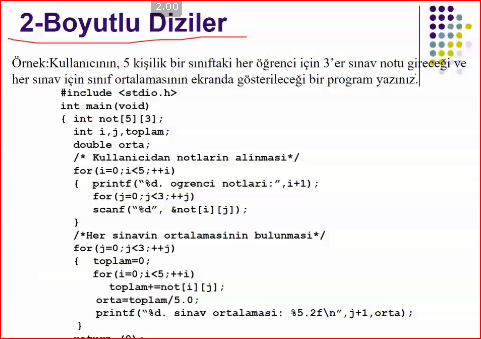 2.00
2-Boyutlu Diziler
Örnek:Kullanıcının, 5 kişilik bir sınıftaki her öğrenci için 3’er sınav notu gireceği ve
her sınav için sınıf ortalamasının ekranda gösterileceği bir program yazınız.
#include <stdio.h>
int main(void)
{ int not[5][3];
int i,j,toplam;
double orta;
/* Kullanicidan notlarin alinmasi*/
for(i=0;i<5;++i)
{ printf(“%d. ogrenci notlari:”,i+1);
for(j=0;j<3;++j)
scanf(“%d”, &not[i][j]);
}
/*Her sinavin ortalamasinin bulunmasi*/
for(j=0;j<3;++j)
{ toplam=0;
for(i=0;i<5;++i)
toplam+=not[i][j];
orta=toplam/5.0;
printf(“%d. sinav ortalamasi: %5.2f\n”,j+1,orta);
}